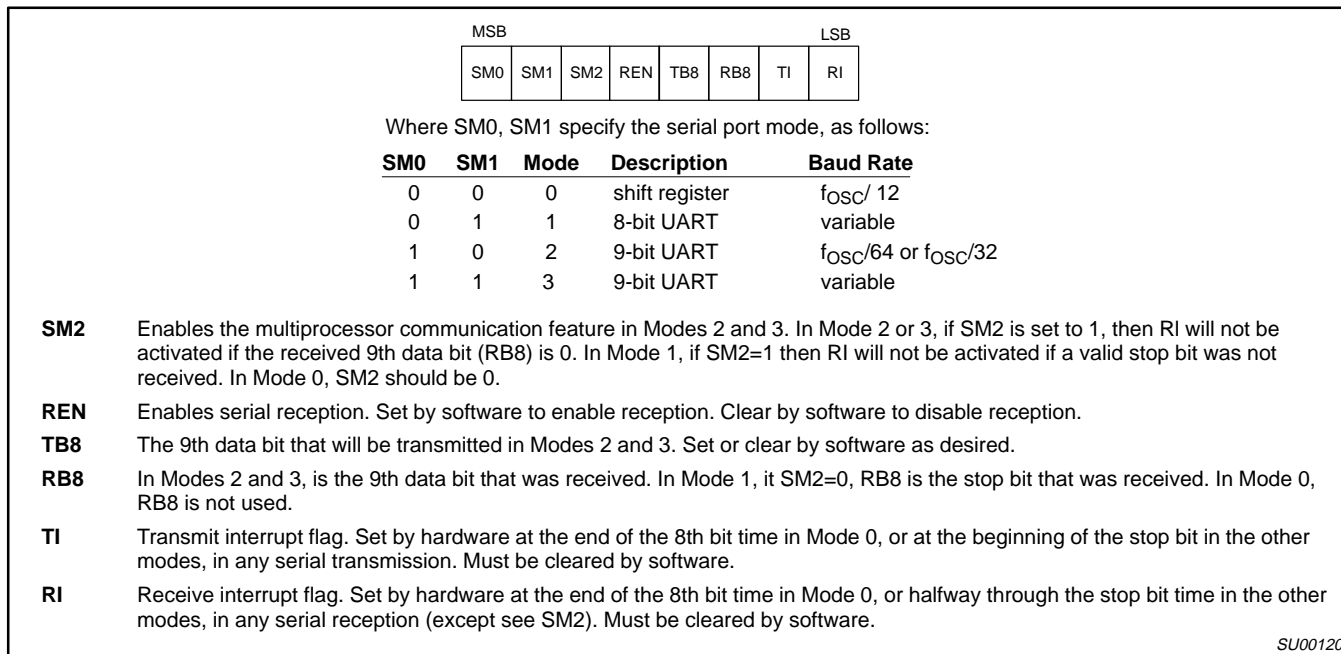 MSB LSB
SM0 SM1 SM2 REN TB8 RB8 TI RI
Where SM0, SM1 specify the serial port mode, as follows:
SM0 SM1 Mode Description Baud Rate
0 0 0 shift register fOSC/ 12
0 1 1 8-bit UART variable
1 0 2 9-bit UART fOSC/64 or fOSC/32
1 1 3 9-bit UART variable
SM2 Enables the multiprocessor communication feature in Modes 2 and 3. In Mode 2 or 3, if SM2 is set to 1, then Rl will not be
activated if the received 9th data bit (RB8) is 0. In Mode 1, if SM2=1 then RI will not be activated if a valid stop bit was not
received. In Mode 0, SM2 should be 0.
REN Enables serial reception. Set by software to enable reception. Clear by software to disable reception.
TB8 The 9th data bit that will be transmitted in Modes 2 and 3. Set or clear by software as desired.
RB8 In Modes 2 and 3, is the 9th data bit that was received. In Mode 1, it SM2=0, RB8 is the stop bit that was received. In Mode 0,
RB8 is not used.
TI Transmit interrupt flag. Set by hardware at the end of the 8th bit time in Mode 0, or at the beginning of the stop bit in the other
modes, in any serial transmission. Must be cleared by software.
RI Receive interrupt flag. Set by hardware at the end of the 8th bit time in Mode 0, or halfway through the stop bit time in the other
modes, in any serial reception (except see SM2). Must be cleared by software.
SU00120